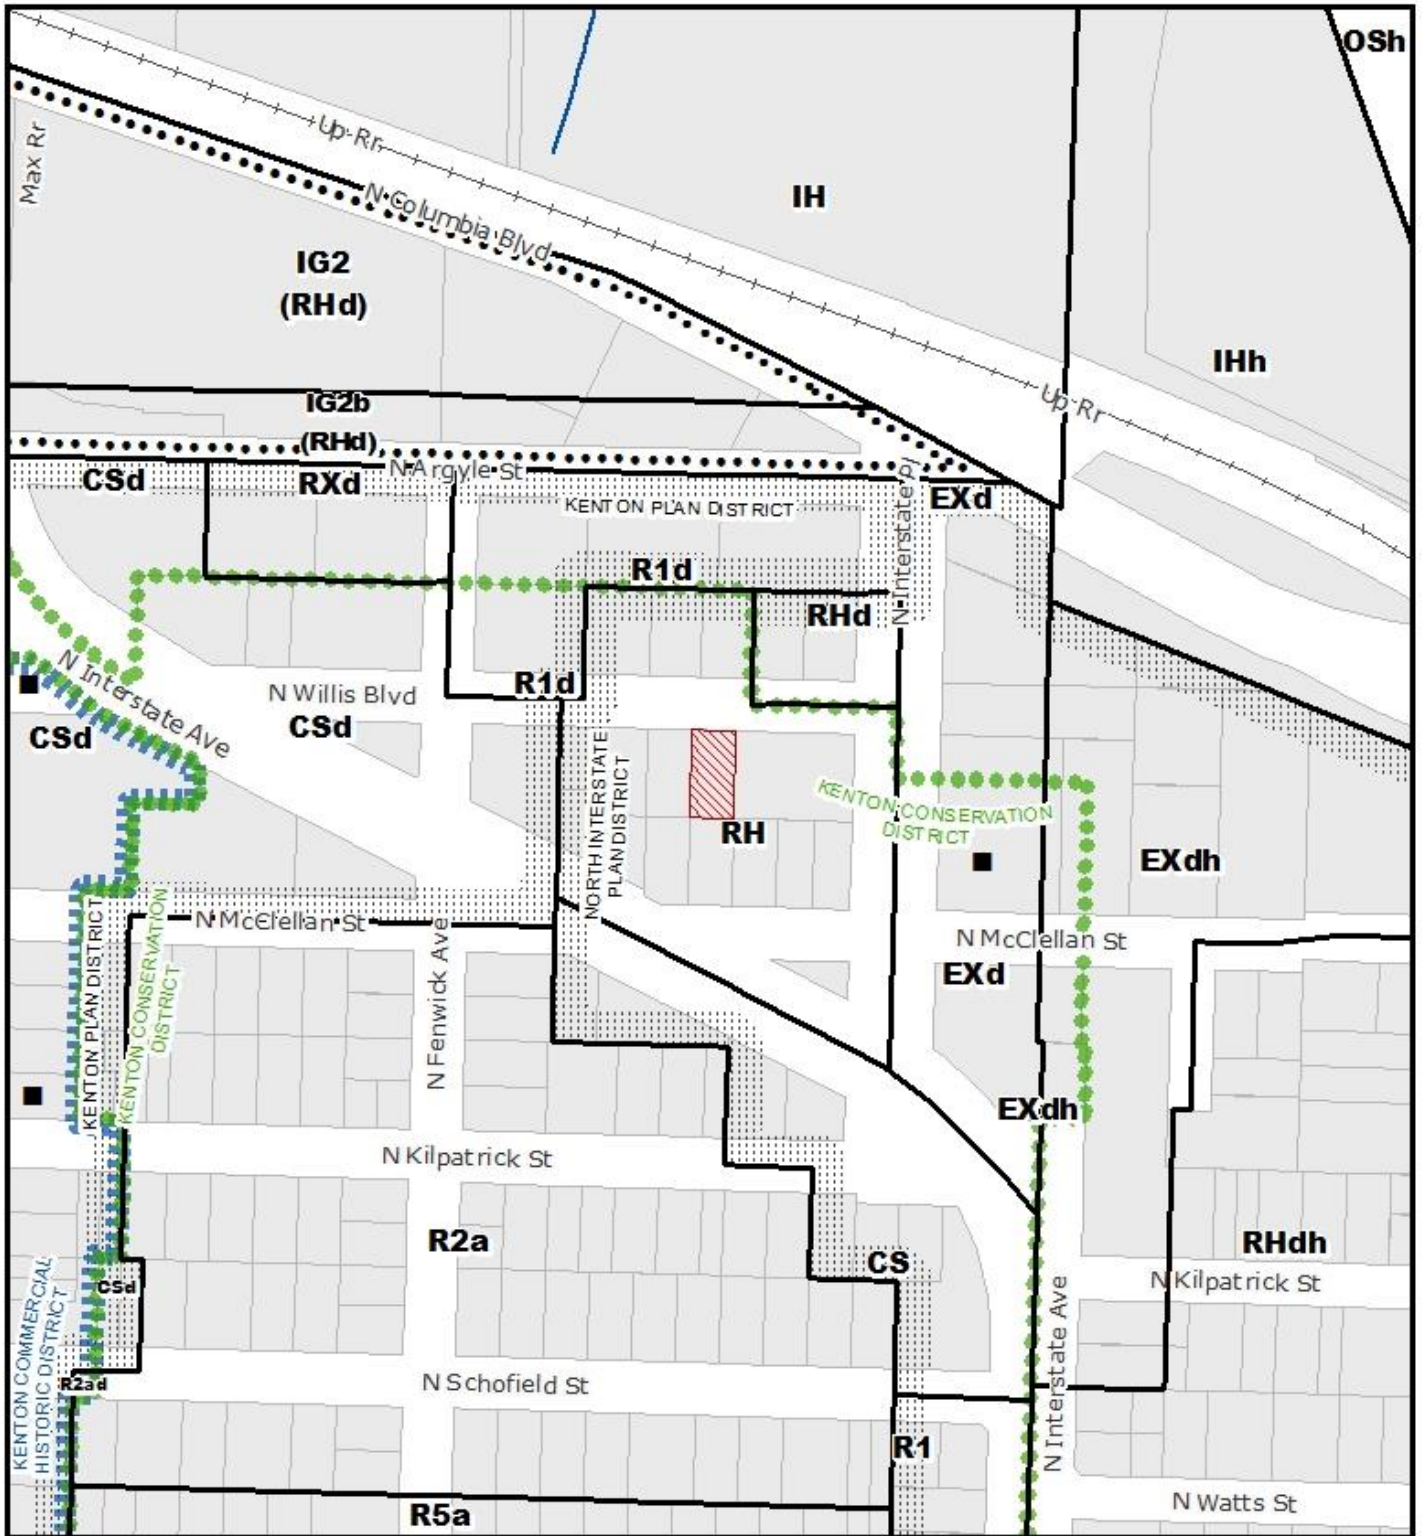 OSh
Up Rr
Max Rr
N Columbia Blvd
IH
IG2
(RHd)
IHh
Up Rr
IG2b
(RHd)
N Argyle St
CSd
RXd
KENTON PLAN DISTRICT
EXd
N Interstate Pl
R1d
RHd
N Interstate Ave
R1d
N Willis Blvd
CSd
CSd
NORTH INTERSTATE
PLAN DISTRICT
KENTON CONSERVATION
DISTRICT
RH
EXdh
KENTON PLAN DISTRICT
KENTON CONSERVATION
DISTRICT
N McClellan St
N McClellan St
EXd
N Fenwick Ave
EXdh
N Kilpatrick St
R2a
RHdh
CS
N Kilpatrick St
CSd
KENTON COMMERCIAL
HISTORIC DISTRICT
R2ad
N Schofield St
N Interstate Ave
R1
N Watts St
R5a